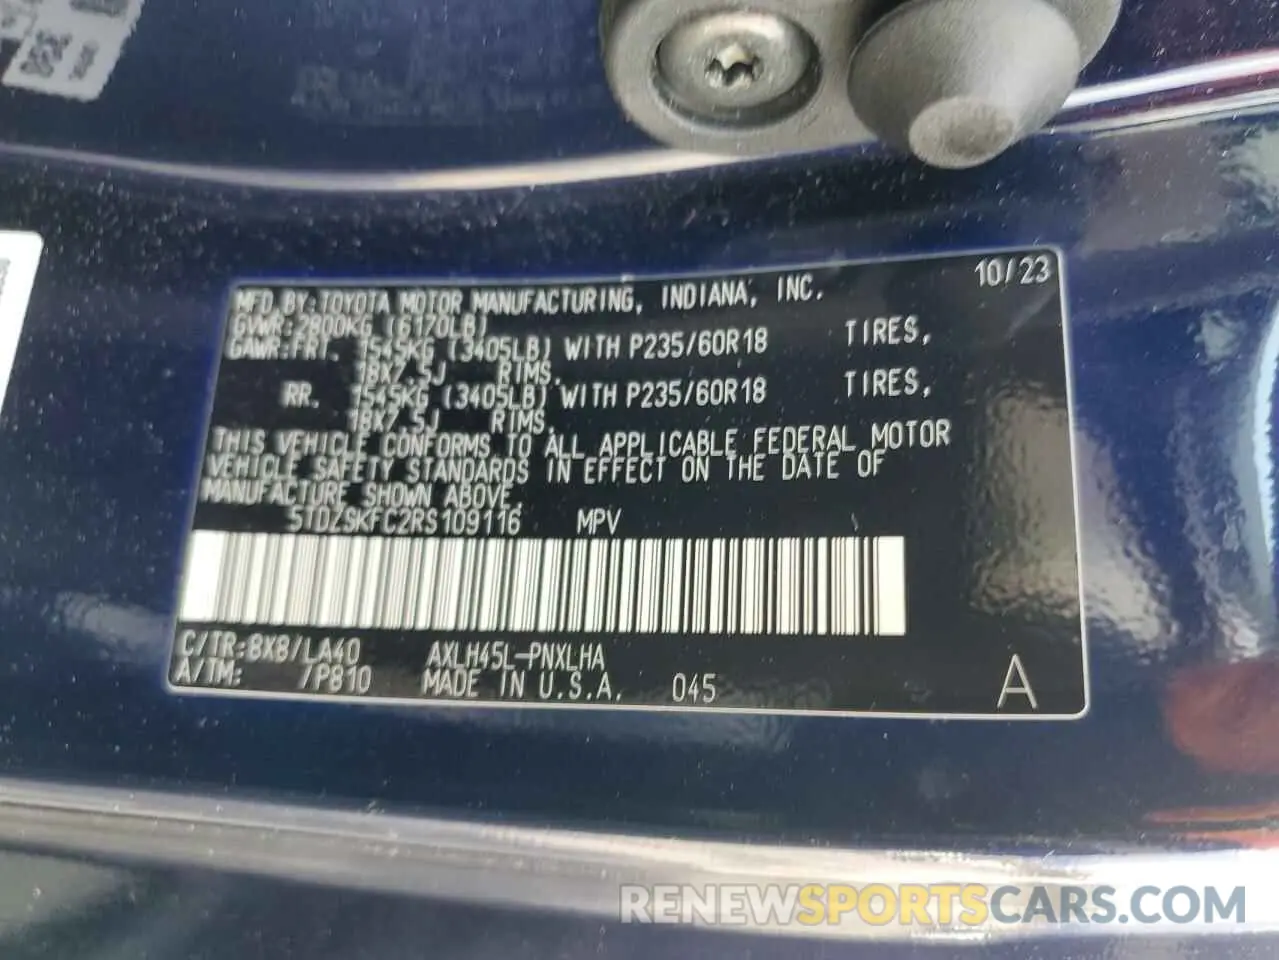 10/23
MFD.BY:TOYOTA MOTOR MANUFACTURING, INDIANA, INC.
GVWR:2800KG (6170LB)
GAWR:FRT. 1545KG (3405LB) WITH P235/60R18 TIRES,
18X7.5J RIMS.
RR. 1545KG (3405LB) WITH P235/60R18 TIRES,
18X7.5J RIMS.
THIS VEHICLE CONFORMS TO ALL APPLICABLE FEDERAL MOTOR
VEHICLE SAFETY STANDARDS IN EFFECT ON THE DATE OF
MANUFACTURE SHOWN ABOVE.
5TDZSKFC2RS109116 MPV
C/TR:8X8/LA40 AXLH45L-PNXLHA
A/TM: /P810 MADE IN U.S.A. 045
A
RENEWSPORTSCARS.COM